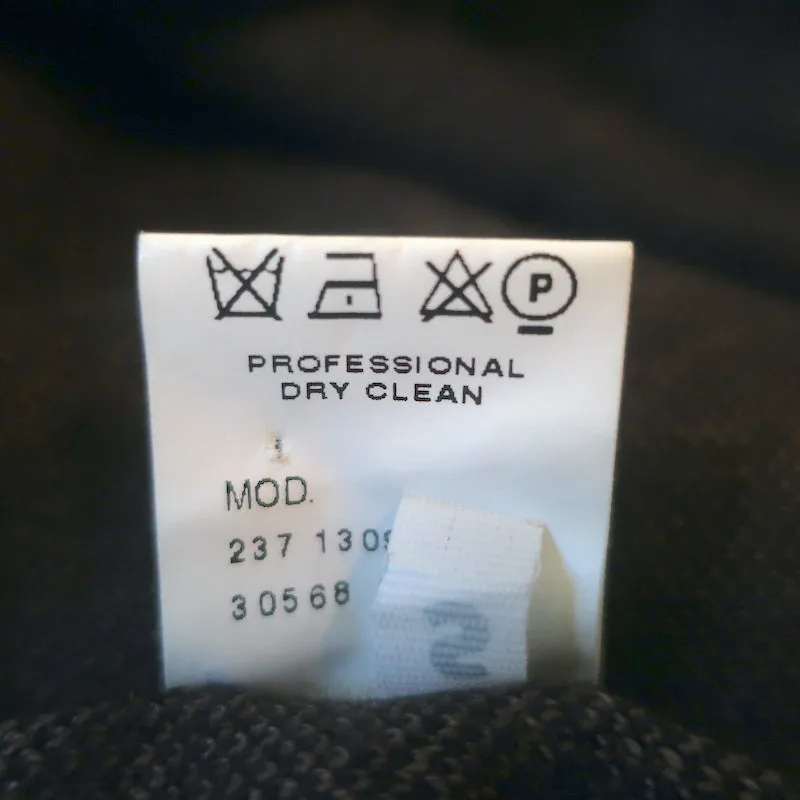 P
PROFESSIONAL
DRY CLEAN
MOD.
237 130
30568